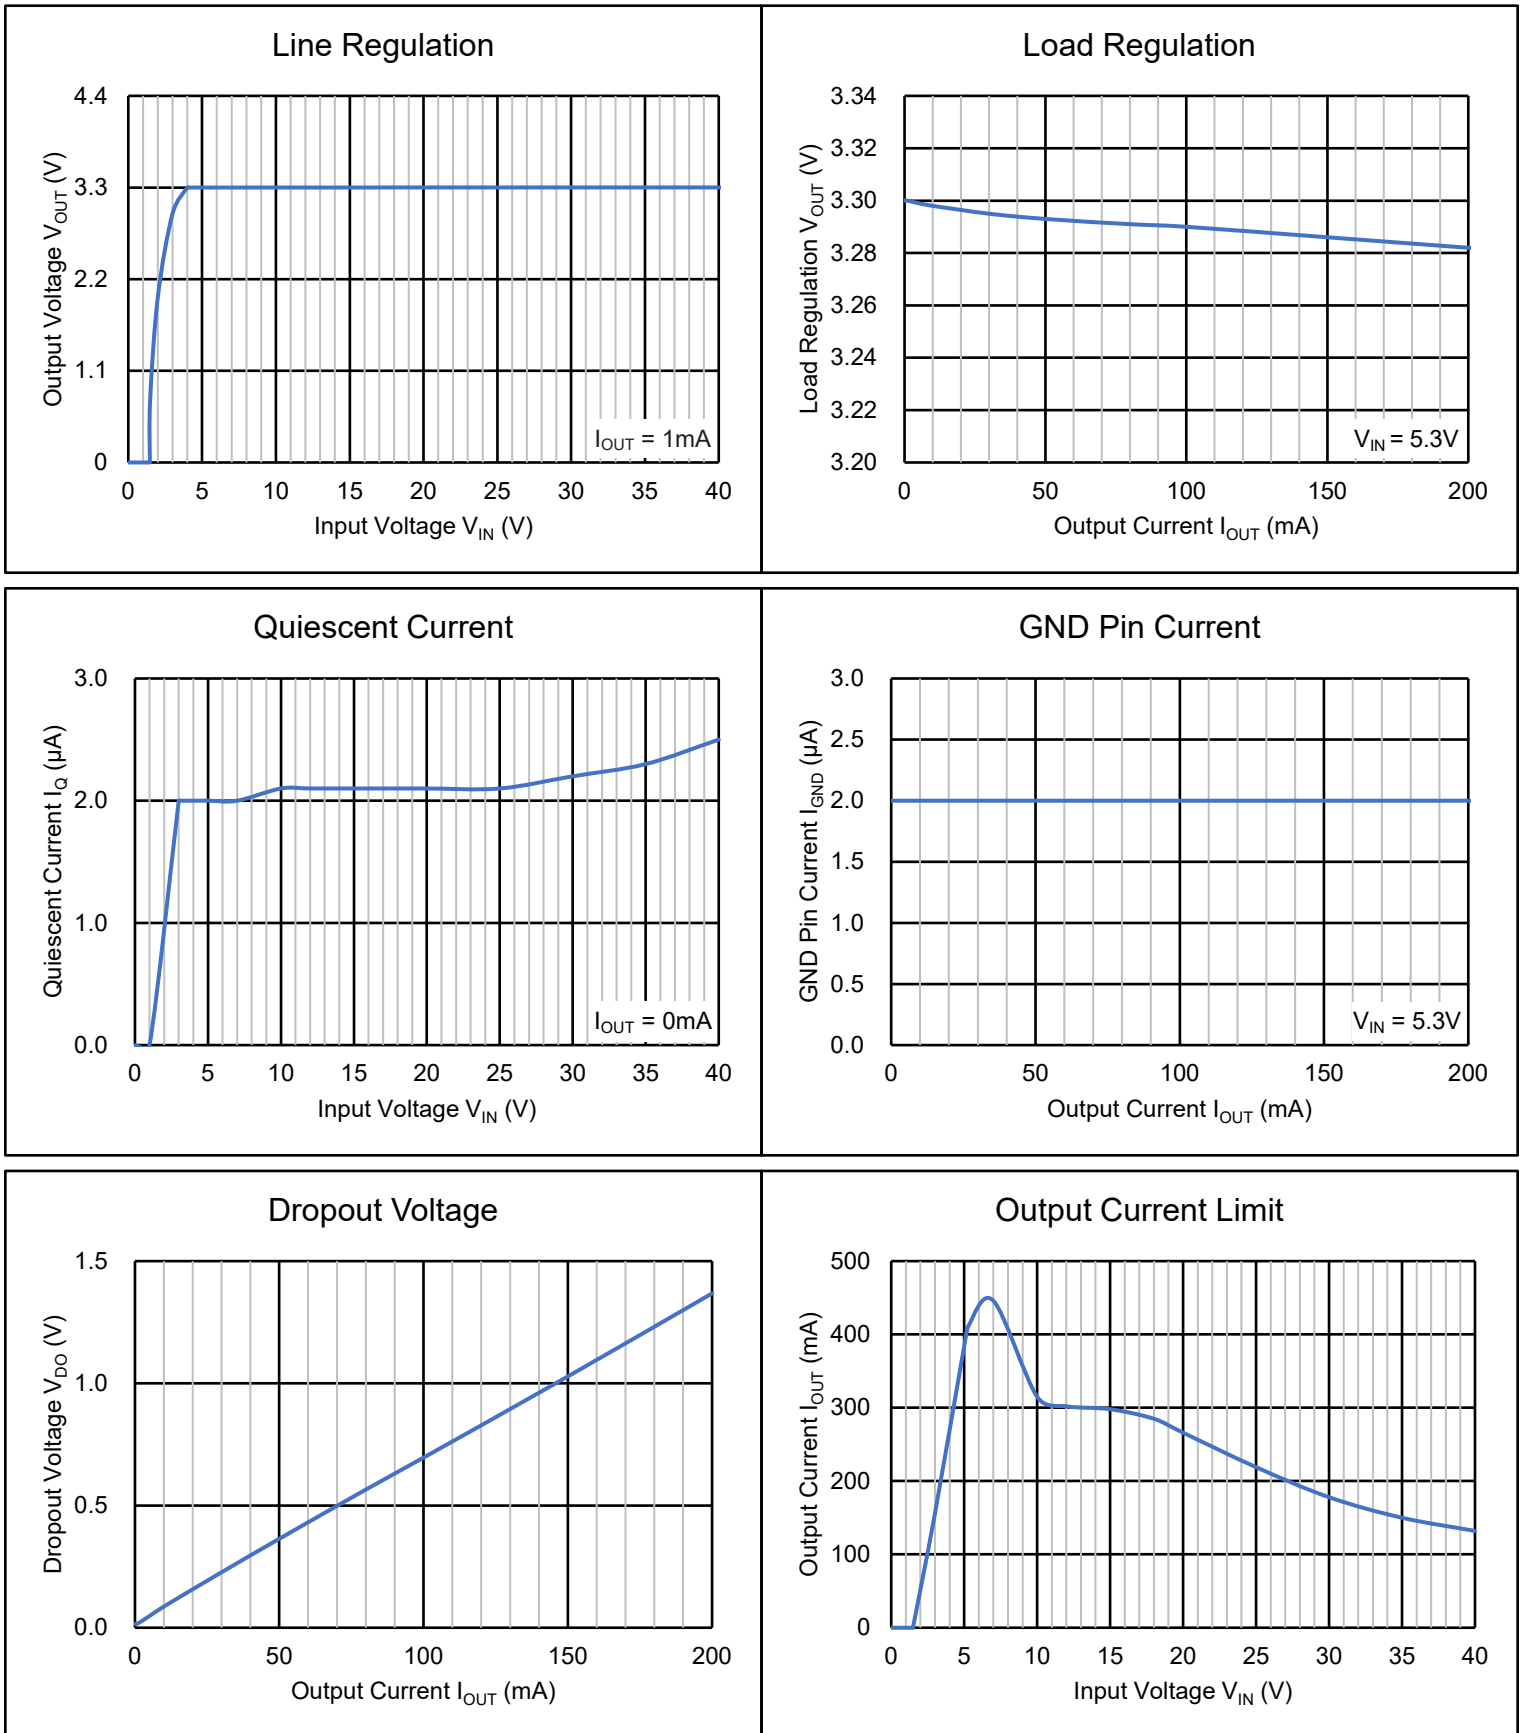 Line Regulation
4.4
3.3
2.2
1.1
0
0 5 10 15 20 25 30 35 40
Output Voltage VOUT (V)
Input Voltage VIN (V)
IOUT = 1mA
Load Regulation
3.34
3.32
3.30
3.28
3.26
3.24
3.22
3.20
0 50 100 150 200
Load Regulation VOUT (V)
Output Current IOUT (mA)
VIN = 5.3V
Quiescent Current
3.0
2.0
1.0
0.0
0 5 10 15 20 25 30 35 40
Quiescent Current IQ (µA)
Input Voltage VIN (V)
IOUT = 0mA
GND Pin Current
3.0
2.5
2.0
1.5
1.0
0.5
0.0
0 50 100 150 200
GND Pin Current IGND (µA)
Output Current IOUT (mA)
VIN = 5.3V
Dropout Voltage
1.5
1.0
0.5
0.0
0 50 100 150 200
Dropout Voltage VDO (V)
Output Current IOUT (mA)
Output Current Limit
500
400
300
200
100
0
0 5 10 15 20 25 30 35 40
Output Current IOUT (mA)
Input Voltage VIN (V)